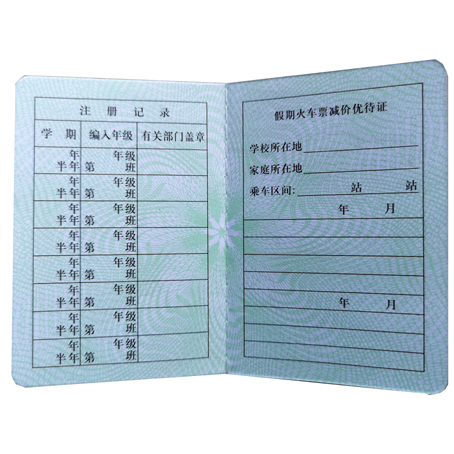 注册记录
学期 编入年级 有关部门盖章
年 年级
半年 第 班
年 年级
半年 第 班
年 年级
半年 第 班
年 年级
半年 第 班
年 年级
半年 第 班
年 年级
半年 第 班
年 年级
半年 第 班
年 年级
半年 第 班
假期火车票减价优待证
学校所在地
家庭所在地
乘车区间: 站 站
年 月
年 月